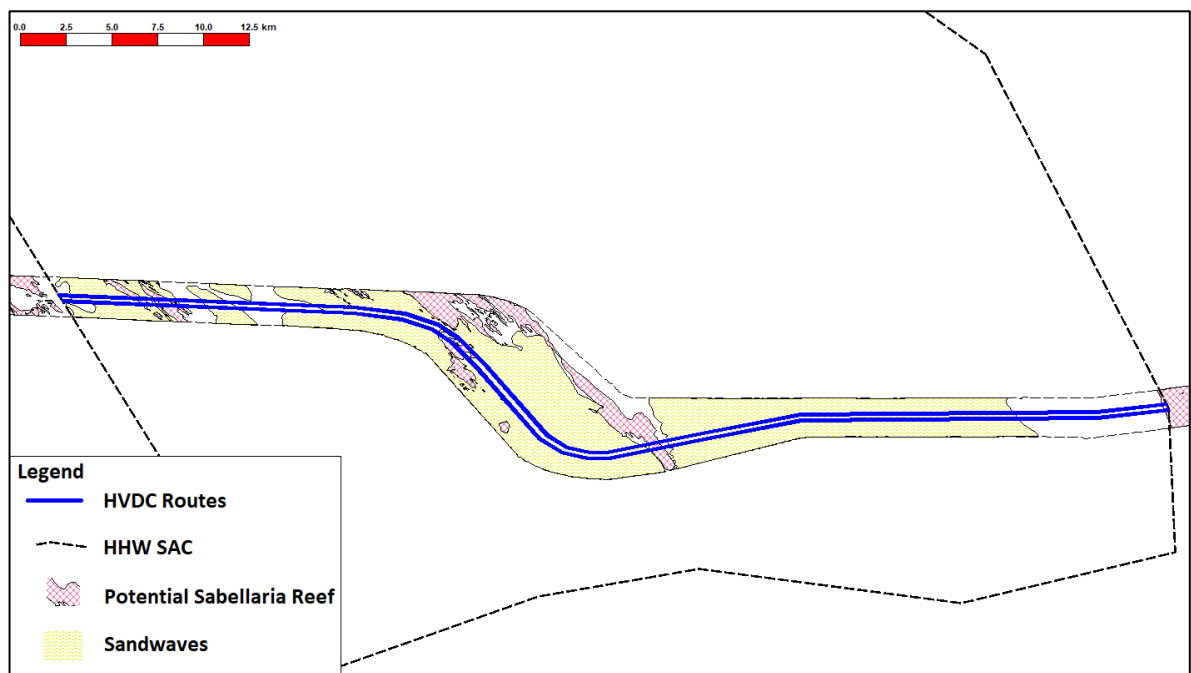 0.0 2.5 5.0 7.5 10.0 12.5 km
Legend
HVDC Routes
HHW SAC
Potential Sabellaria Reef
Sandwaves